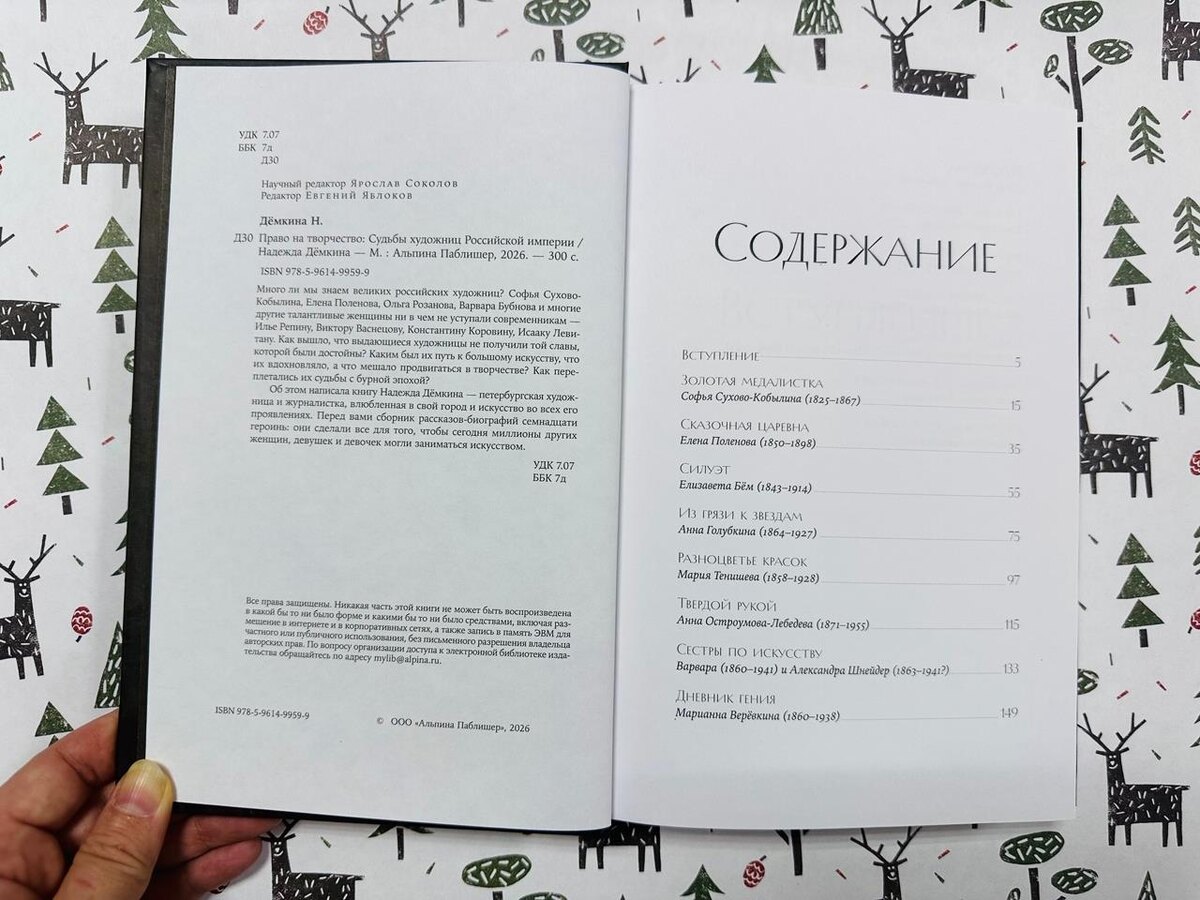 УДК 7.07
ББК 7д
Д30
Научный редактор Ярослав Соколов
Редактор Евгений Яблоков
Дёмкина Н.
Д30 Право на творчество: Судьбы художниц Российской империи /
Надежда Дёмкина — М. : Альпина Паблишер, 2026. — 300 с.
ISBN 978-5-9614-9959-9
Много ли мы знаем великих российских художниц? Софья Сухово-
Кобылина, Елена Поленова, Ольга Розанова, Варвара Бубнова и многие
другие талантливые женщины ни в чем не уступали современникам —
Илье Репину, Виктору Васнецову, Константину Коровину, Исааку Леви-
тану. Как вышло, что выдающиеся художницы не получили той славы,
которой были достойны? Каким был их путь к большому искусству, что
их вдохновляло, а что мешало продвигаться в творчестве? Как пере-
плетались их судьбы с бурной эпохой?
Об этом написала книгу Надежда Дёмкина — петербургская худож-
ница и журналистка, влюбленная в свой город и искусство во всех его
проявлениях. Перед вами сборник рассказов-биографий семнадцати
героинь: они сделали все для того, чтобы сегодня миллионы других
женщин, девушек и девочек могли заниматься искусством.
УДК 7.07
ББК 7д
Все права защищены. Никакая часть этой книги не может быть воспроизведена
в какой бы то ни было форме и какими бы то ни было средствами, включая раз-
мещение в интернете и в корпоративных сетях, а также запись в память ЭВМ для
частного или публичного использования, без письменного разрешения владельца
авторских прав. По вопросу организации доступа к электронной библиотеке изда-
тельства обращайтесь по адресу mylib@alpina.ru.
ISBN 978-5-9614-9959-9
© ООО «Альпина Паблишер», 2026
Содержание
Вступление 5
Золотая медалистка
Софья Сухово-Кобылина (1825–1867) 15
Сказочная царевна
Елена Поленова (1850–1898) 35
Силуэт
Елизавета Бём (1843–1914) 55
Из грязи к звездам
Анна Голубкина (1864–1927) 75
Разноцветье красок
Мария Тенишева (1858–1928) 97
Твердой рукой
Анна Остроумова-Лебедева (1871–1955) 115
Сестры по искусству
Варвара (1860–1941) и Александра Шнейдер (1863–1941?) 133
Дневник гения
Марианна Верёвкина (1860–1938) 149